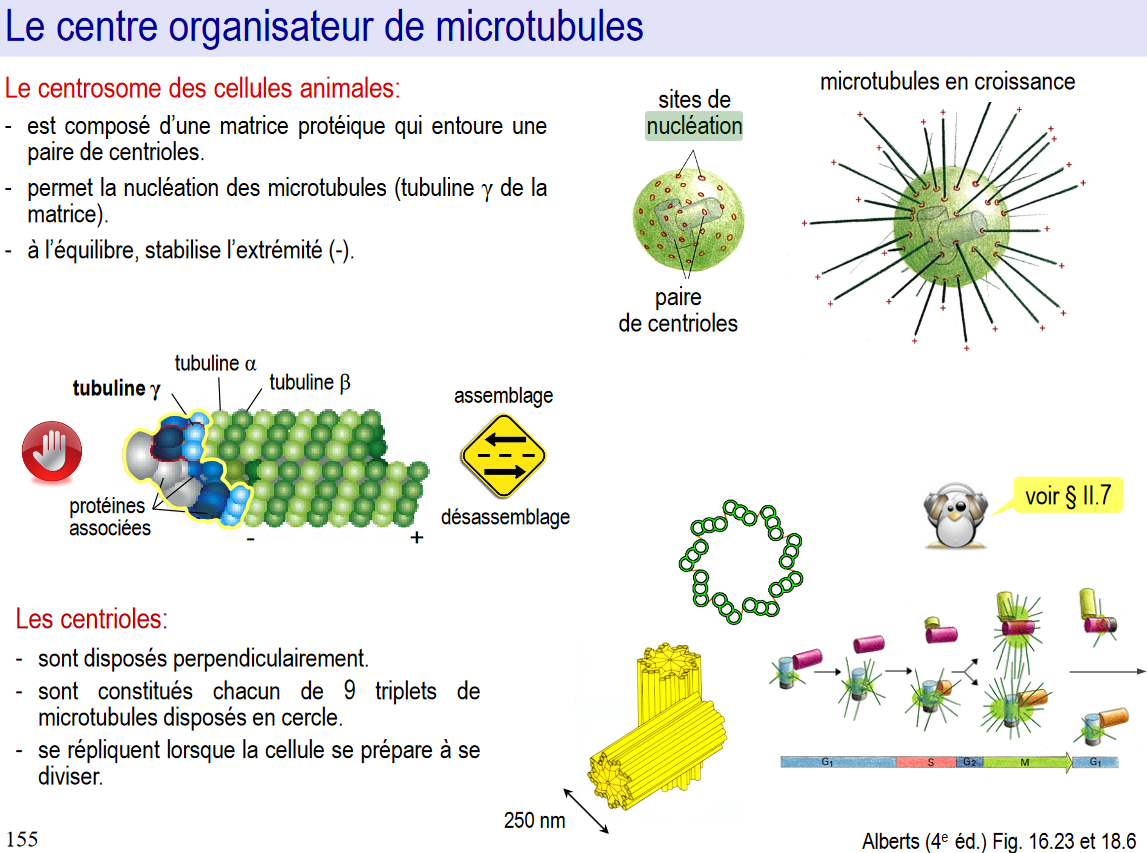 Le centre organisateur de microtubules
Le centrosome des cellules animales:
- est composé d'une matrice protéique qui entoure une
paire de centrioles.
- permet la nucléation des microtubules (tubuline γ de la
matrice).
- à l'équilibre, stabilise l'extrémité (-).
sites de
nucléation
paire
de centrioles
microtubules en croissance
tubuline γ
tubuline α
tubuline β
protéines
associées
-
+
assemblage
désassemblage
voir § II.7
Les centrioles:
- sont disposés perpendiculairement.
- sont constitués chacun de 9 triplets de
microtubules disposés en cercle.
- se répliquent lorsque la cellule se prépare à se
diviser.
250 nm
G1 S G2 M G1
155
Alberts (4e éd.) Fig. 16.23 et 18.6